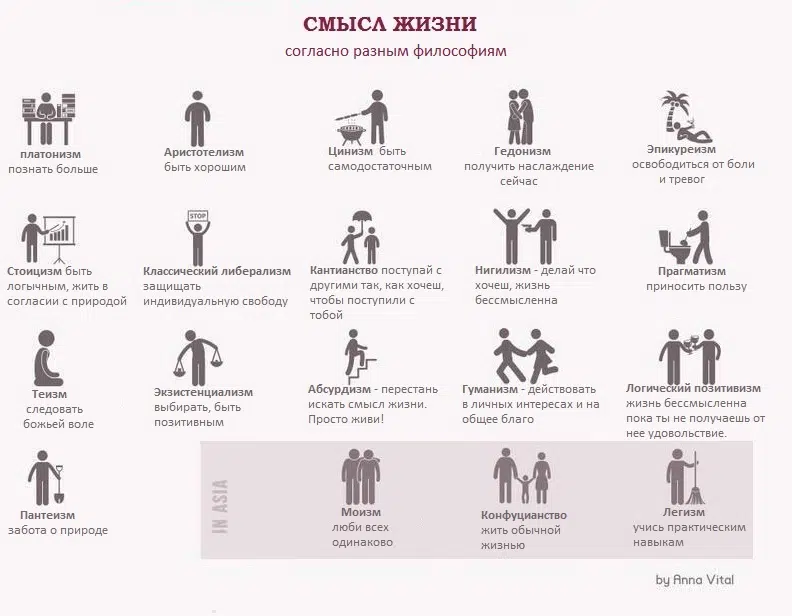 СМЫСЛ ЖИЗНИ
согласно разным философиям
платонизм
познать больше
Аристотелизм
быть хорошим
Цинизм быть
самодостаточным
Гедонизм
получить наслаждение
сейчас
Эпикуреизм
освободиться от боли
и тревог
Стоицизм быть
логычным, жить в
согласии с природой
STOP
Классический либерализм
защищать
индивидуальную свободу
Кантианство поступай с
другими так, как хочеш,
чтобы поступили с
тобой
Нигилизм - делай что
хочеш, жизнь
бессмысленна
Прагматизм
приносить пользу
Теизм
следовать
божьей воле
Экзистенциализм
выбирать, быть
позитивным
Абсурдизм - перестань
искать смысл жизни.
Просто живи!
Гуманизм - действовать
в личных интересах и на
общее благо
Логический позитивизм
жизнь бессмысленна
пока ты не получаешь от
нее удовольствие.
Пантеизм
забота о природе
IN ASIA
Моизм
люби всех
одинаково
Конфуцианство
жить обычной
жизнью
Легизм
учись практическим
навыкам
by Anna Vital